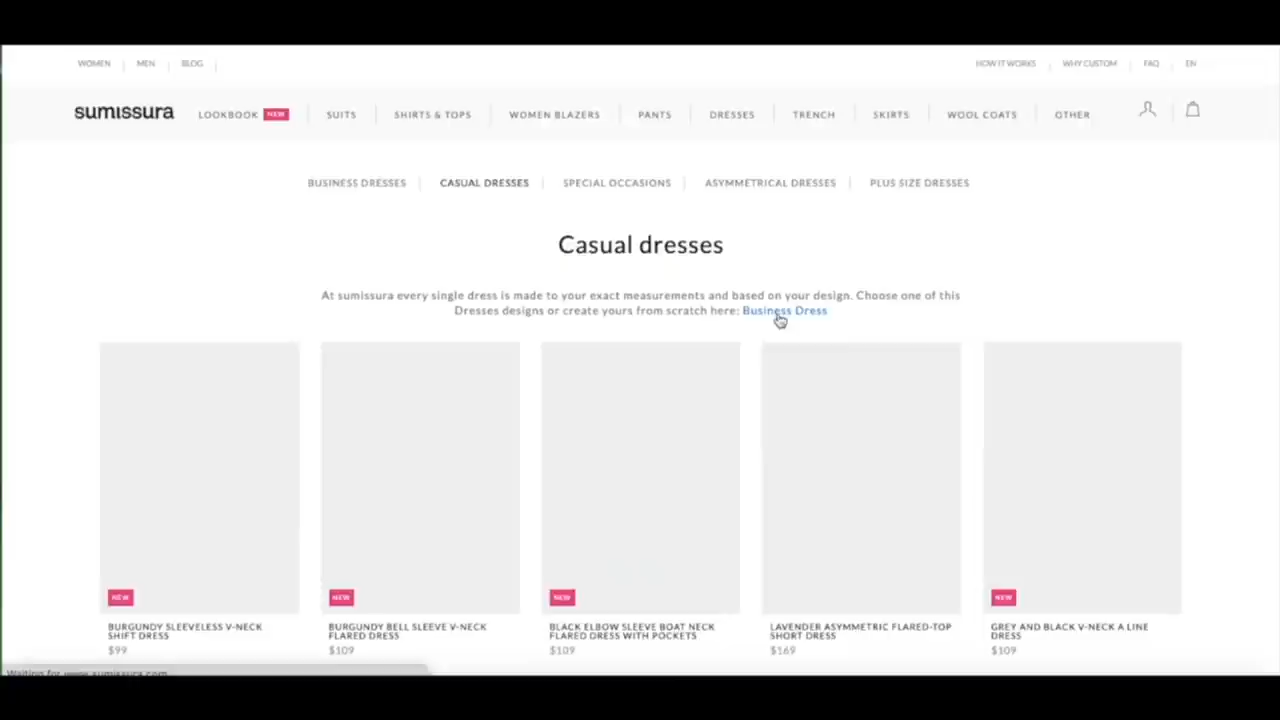 WOMEN MEN BLOG HOW IT WORKS WHY CUSTOM FAQ EN
sumissura LOOKBOOK NEW SUITS SHIRTS & TOPS WOMEN BLAZERS PANTS DRESSES TRENCH SKIRTS WOOL COATS OTHER
BUSINESS DRESSES CASUAL DRESSES SPECIAL OCCASIONS ASYMMETRICAL DRESSES PLUS SIZE DRESSES
Casual dresses
At sumissura every single dress is made to your exact measurements and based on your design. Choose one of this
Dresses designs or create yours from scratch here: Business Dress
NEW
BURGUNDY SLEEVELESS V-NECK
SHIFT DRESS
$99
NEW
BURGUNDY BELL SLEEVE V-NECK
FLARED DRESS
$109
NEW
BLACK ELBOW SLEEVE BOAT NECK
FLARED DRESS WITH POCKETS
$109
LAVENDER ASYMMETRIC FLARED-TOP
SHORT DRESS
$169
NEW
GREY AND BLACK V-NECK A LINE
DRESS
$109
Waiting for www.sumissura.com